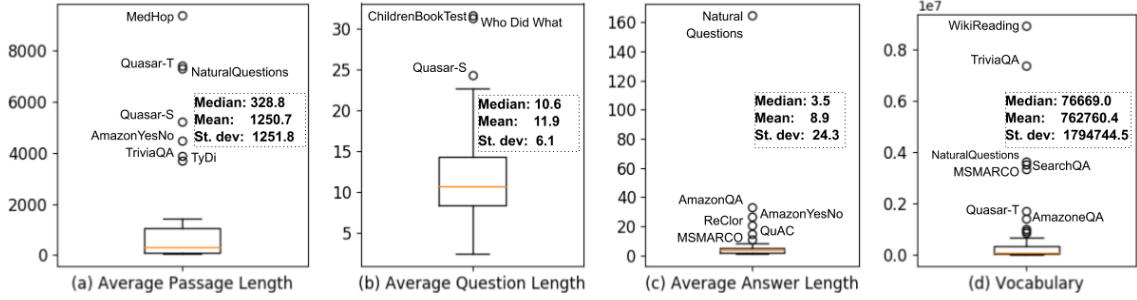 MedHop
8000
Quasar-T
NaturalQuestions
Median: 328.8
Mean: 1250.7
St. dev: 1251.8
6000
Quasar-S
AmazonYesNo
4000
TriviaQA
TyDi
2000
0
(a) Average Passage Length
ChildrenBookTest
Who Did What
30
Quasar-S
25
Median: 10.6
Mean: 11.9
St. dev: 6.1
20
15
10
5
(b) Average Question Length
160
Natural
Questions
140
120
Median: 3.5
Mean: 8.9
St. dev: 24.3
100
80
60
AmazonQA
40
ReClor
AmazonYesNo
20
MSMARCO
QuAC
0
(c) Average Answer Length
1e7
WikiReading
0.8
TriviaQA
Median: 76669.0
Mean: 762760.4
St. dev: 1794744.5
0.6
0.4
NaturalQuestions
MSMARCO
SearchQA
0.2
Quasar-T
AmazoneQA
0.0
(d) Vocabulary